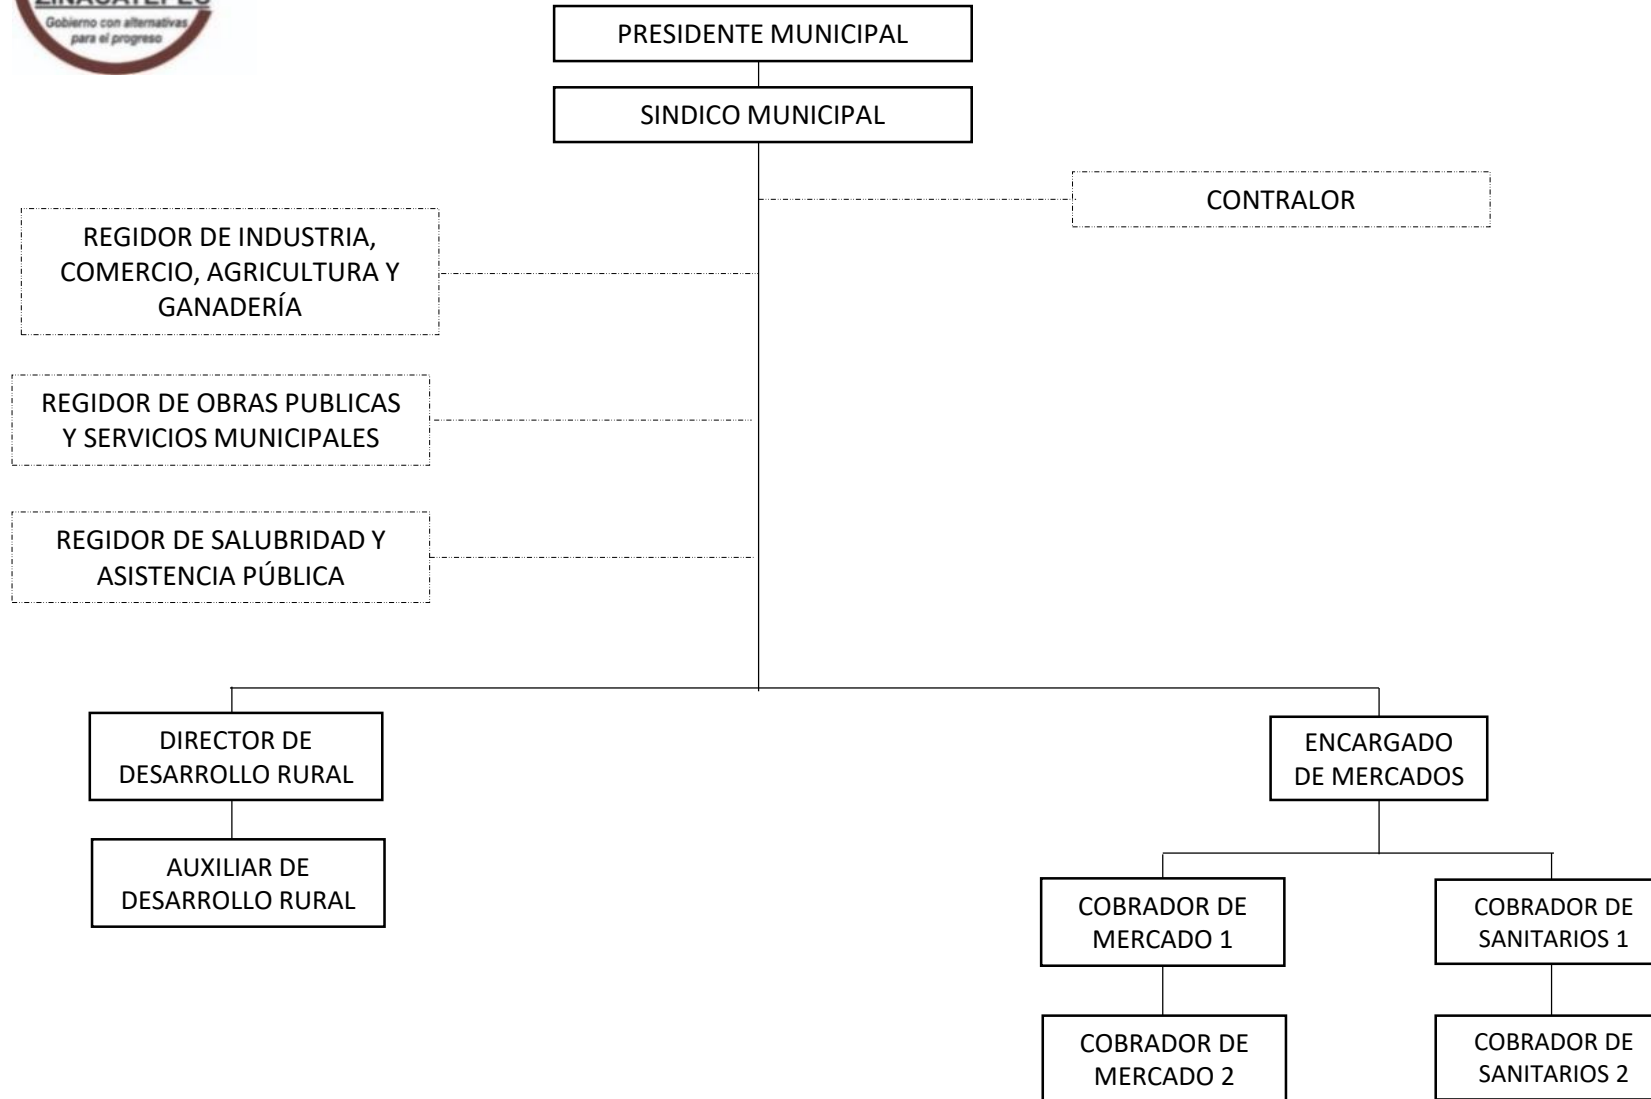 Gobierno con alternativas
para el progreso
PRESIDENTE MUNICIPAL
SINDICO MUNICIPAL
CONTRALOR
REGIDOR DE INDUSTRIA,
COMERCIO, AGRICULTURA Y
GANADERÍA
REGIDOR DE OBRAS PUBLICAS
Y SERVICIOS MUNICIPALES
REGIDOR DE SALUBRIDAD Y
ASISTENCIA PÚBLICA
DIRECTOR DE
DESARROLLO RURAL
ENCARGADO
DE MERCADOS
AUXILIAR DE
DESARROLLO RURAL
COBRADOR DE
MERCADO 1
COBRADOR DE
SANITARIOS 1
COBRADOR DE
MERCADO 2
COBRADOR DE
SANITARIOS 2